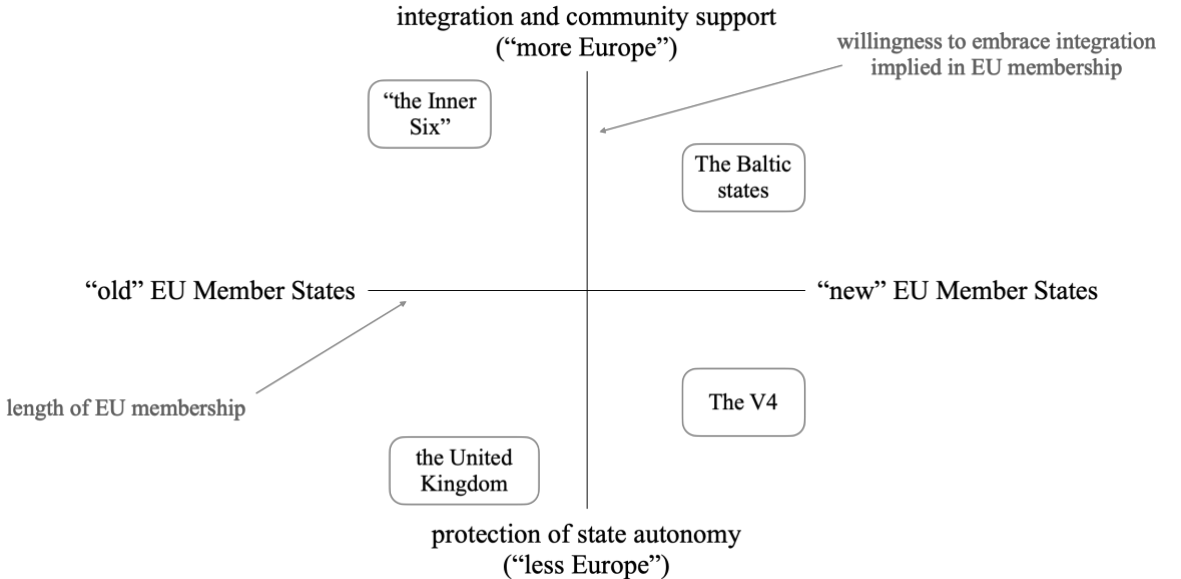 integration and community support
(“more Europe”)
willingness to embrace integration
implied in EU membership
“the Inner
Six”
The Baltic
states
“old” EU Member States
“new” EU Member States
length of EU membership
The V4
the United
Kingdom
protection of state autonomy
(“less Europe”)